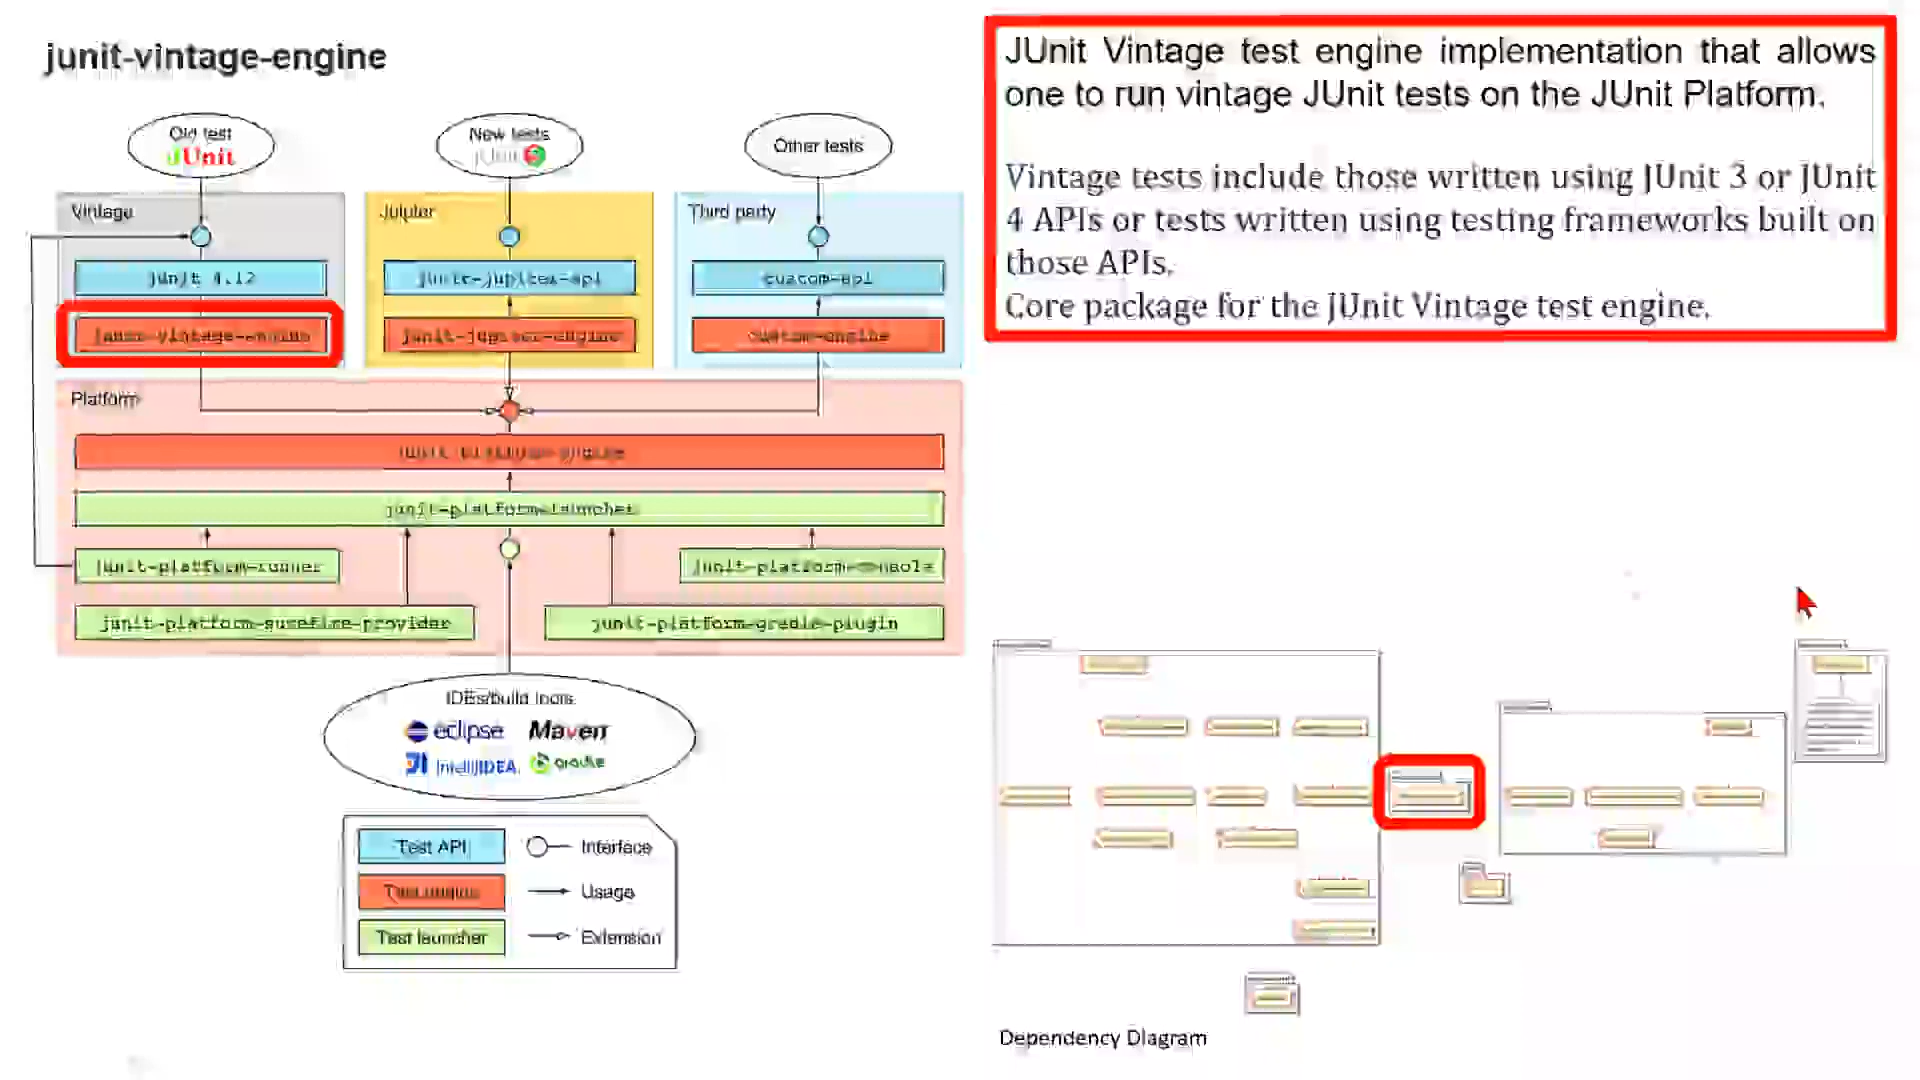 junit-vintage-engine
JUnit Vintage test engine implementation that allows
one to run vintage JUnit tests on the JUnit Platform.
Vintage tests include those written using JUnit 3 or JUnit
4 APIs or tests written using testing frameworks built on
those APIs.
Core package for the JUnit Vintage test engine.
Old test
JUnit
New tests
JUnit 5
Other tests
Vintage
Jupiter
Third party
junit 4.12
junit-jupiter-api
custom-api
junit-vintage-engine
junit-jupiter-engine
custom-engine
Platform
junit-platform-engine
junit-platform-launcher
junit-platform-runner
junit-platform-console
junit-platform-surefire-provider
junit-platform-gradle-plugin
IDEs/build tools
eclipse
Maven
IntelliJIDEA
gradle
Test API
Interface
Test engine
Usage
Test launcher
Extension
Dependency Diagram